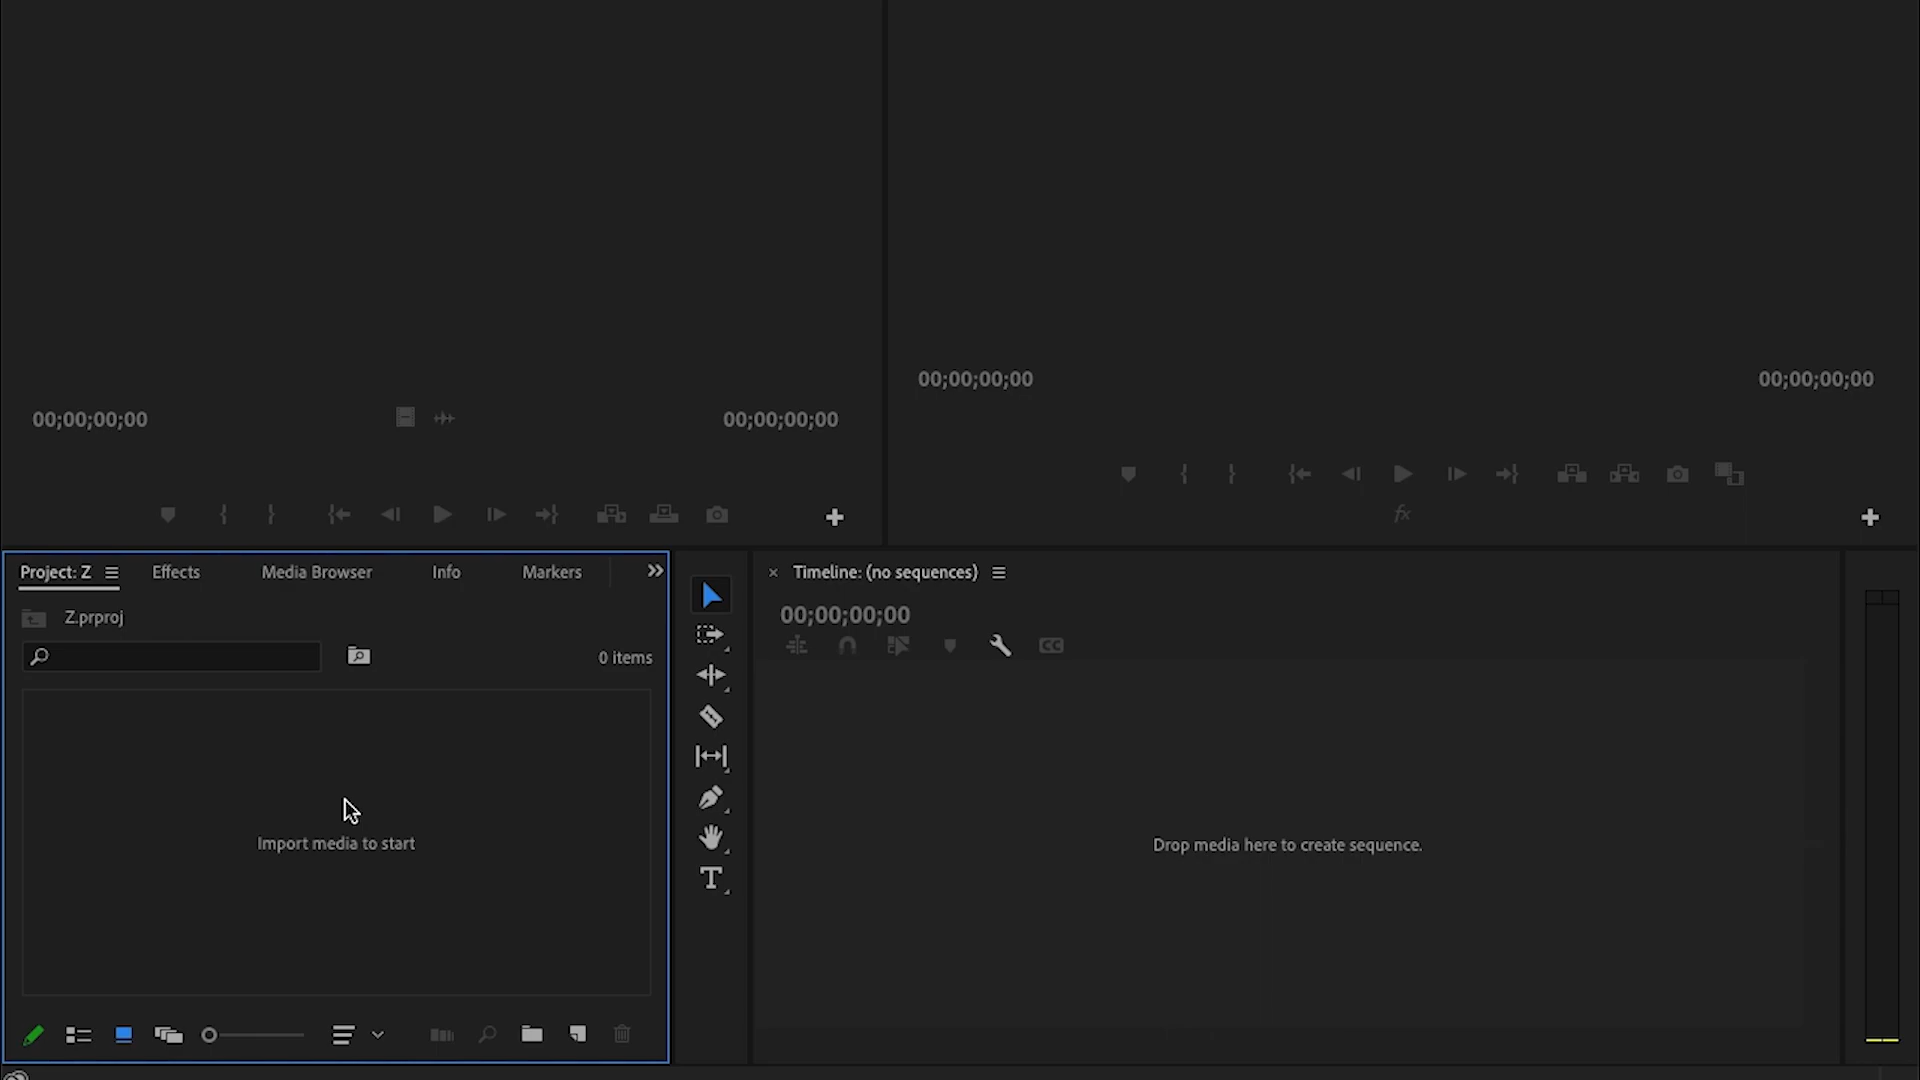 00;00;00;00
00;00;00;00
00;00;00;00
00;00;00;00
fx
Project: Z
Effects
Media Browser
Info
Markers
Timeline: (no sequences)
Z.prproj
00;00;00;00
CC
0 items
Import media to start
Drop media here to create sequence.
T